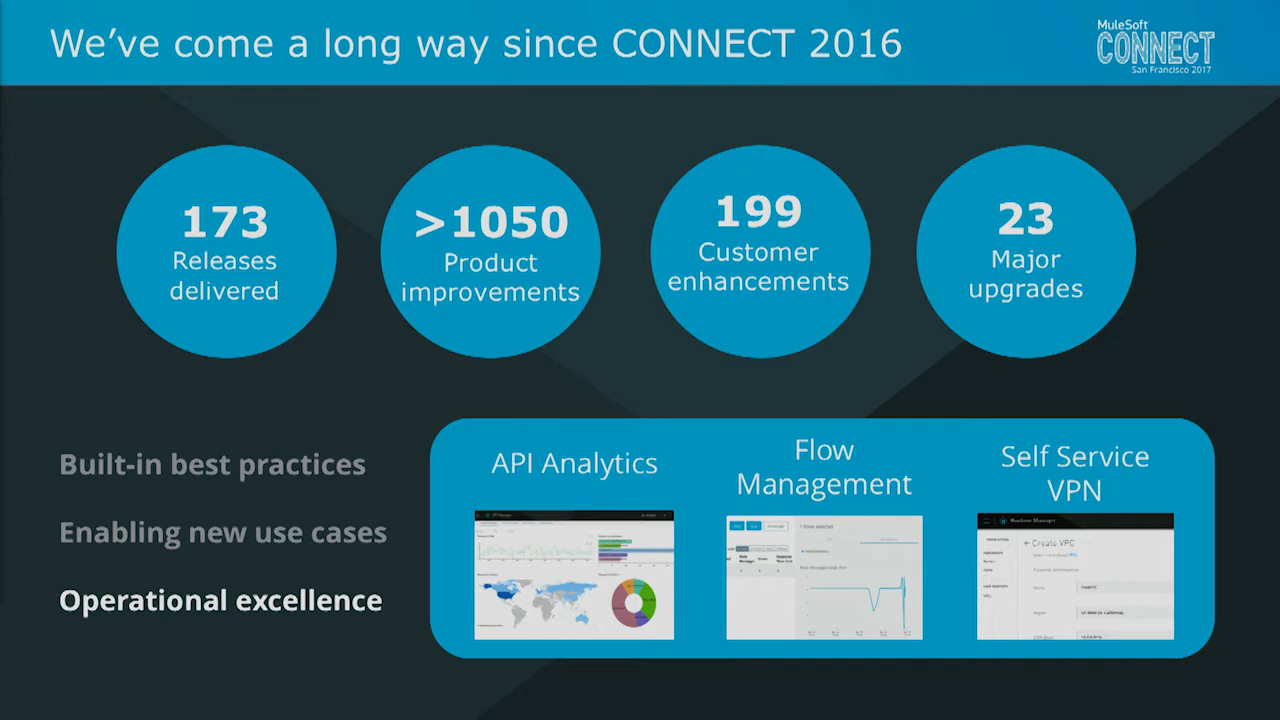 We've come a long way since CONNECT 2016
MuleSoft
CONNECT
San Francisco 2017
173
Releases
delivered
>1050
Product
improvements
199
Customer
enhancements
23
Major
upgrades
Built-in best practices
Enabling new use cases
Operational excellence
API Analytics
Flow
Management
Self Service
VPN
Runtime Manager
Create VPC